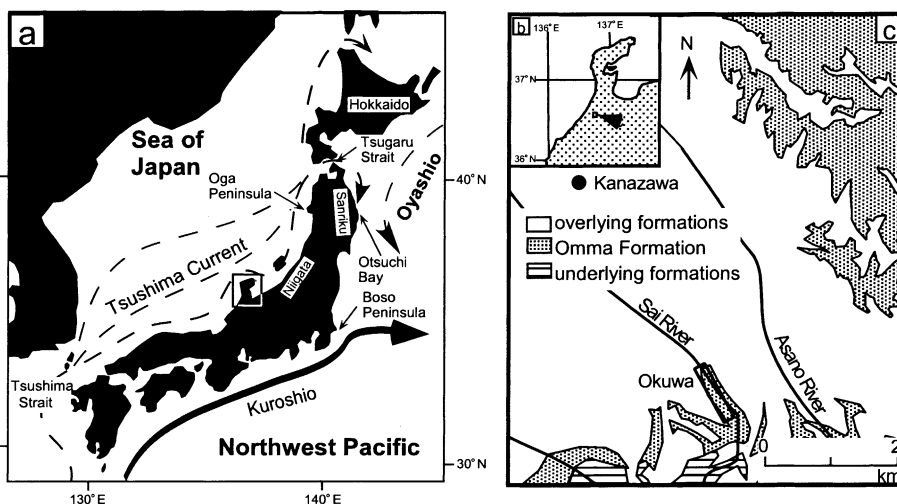 a
Hokkaido
Sea of
Japan
Tsugaru
Strait
Oga
Peninsula
Sanriku
Oyashio
40°N
Tsushima Current
Niigata
Otsuchi
Bay
Boso
Peninsula
Tsushima
Strait
Kuroshio
Northwest Pacific
30°N
130°E
140°E
b
136°E
137°E
37°N
36°N
N
c
Kanazawa
overlying formations
Omma Formation
underlying formations
Sai River
Asano River
Okuwa
0
2
km